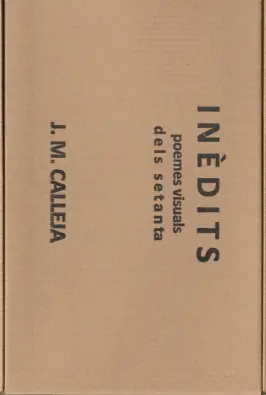 INÈDITS
poemes visuals
dels setanta
J. M. CALLEJA